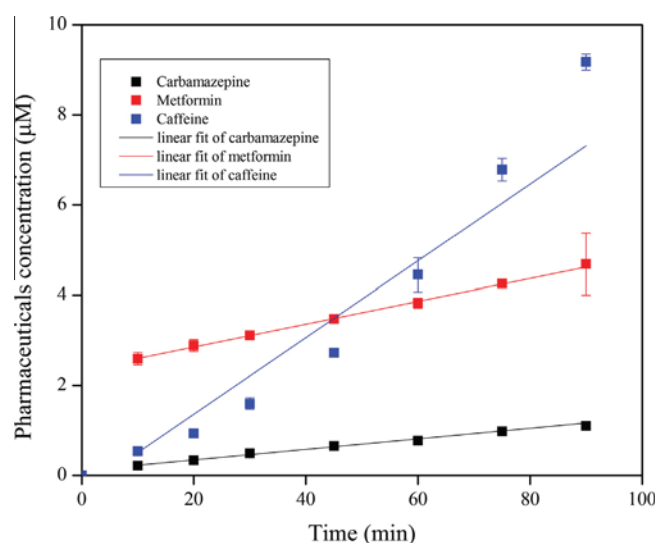 10
8
6
4
2
0
Pharmaceuticals concentration (μM)
Carbamazepine
Metformin
Caffeine
linear fit of carbamazepine
linear fit of metformin
linear fit of caffeine
0 20 40 60 80 100
Time (min)